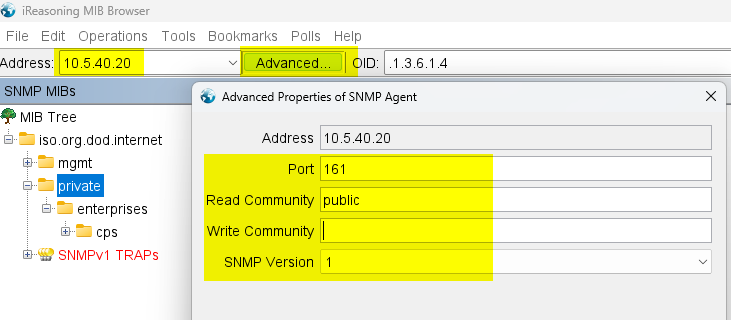 iReasoning MIB Browser
File Edit Operations Tools Bookmarks Polls Help
Address: 10.5.40.20 Advanced... OID: .1.3.6.1.4
SNMP MIBs
MIB Tree
iso.org.dod.internet
mgmt
private
enterprises
cps
SNMPv1 TRAPs
Advanced Properties of SNMP Agent
Address 10.5.40.20
Port 161
Read Community public
Write Community
SNMP Version 1